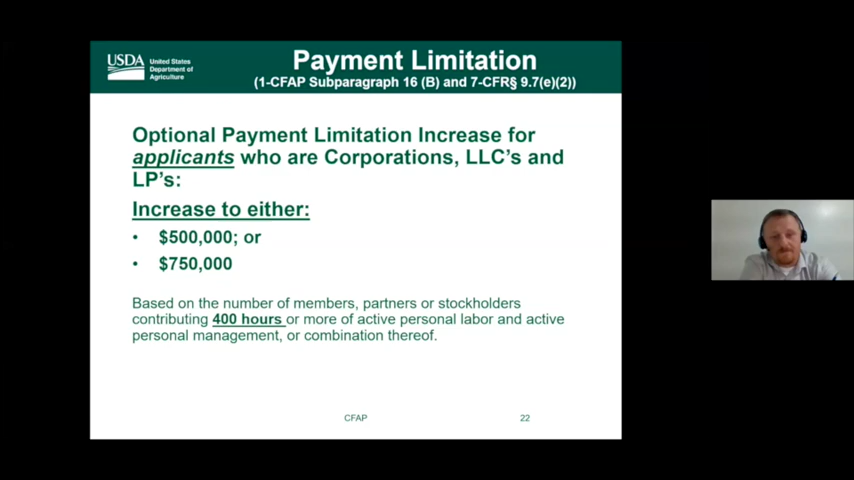 USDA United States
Department of
Agriculture
Payment Limitation
(1-CFAP Subparagraph 16 (B) and 7-CFR§ 9.7(e)(2))
Optional Payment Limitation Increase for
applicants who are Corporations, LLC's and
LP's:
Increase to either:
• $500,000; or
• $750,000
Based on the number of members, partners or stockholders
contributing 400 hours or more of active personal labor and active
personal management, or combination thereof.
CFAP 22